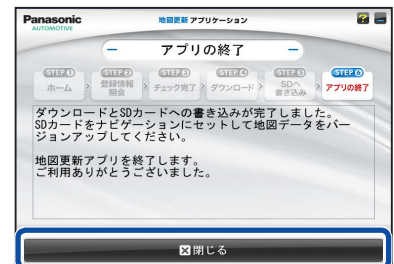 Panasonic
AUTOMOTIVE
地図更新 アプリケーション
?
アプリの終了
STEP① STEP② STEP③ STEP④ STEP⑤ STEP⑥
ホーム > 登録情報照会 > チェック完了 > ダウンロード > SDへ書き込み > アプリの終了
ダウンロードとSDカードへの書き込みが完了しました。
SDカードをナビゲーションにセットして地図データをバー
ジョンアップしてください。
地図更新アプリを終了します。
ご利用ありがとうございました。
閉じる